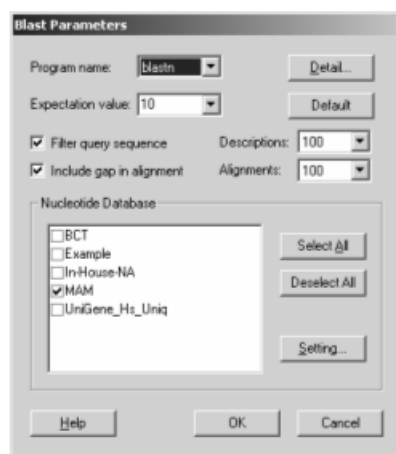 Blast Parameters
Program name: blastn Detail...
Expectation value: 10 Default
Filter query sequence Descriptions: 100
Include gap in alignment Alignments: 100
Nucleotide Database
BCT
Example
In-House-NA
MAM
UniGene_Hs_Uniq
Select All
Deselect All
Setting...
Help OK Cancel